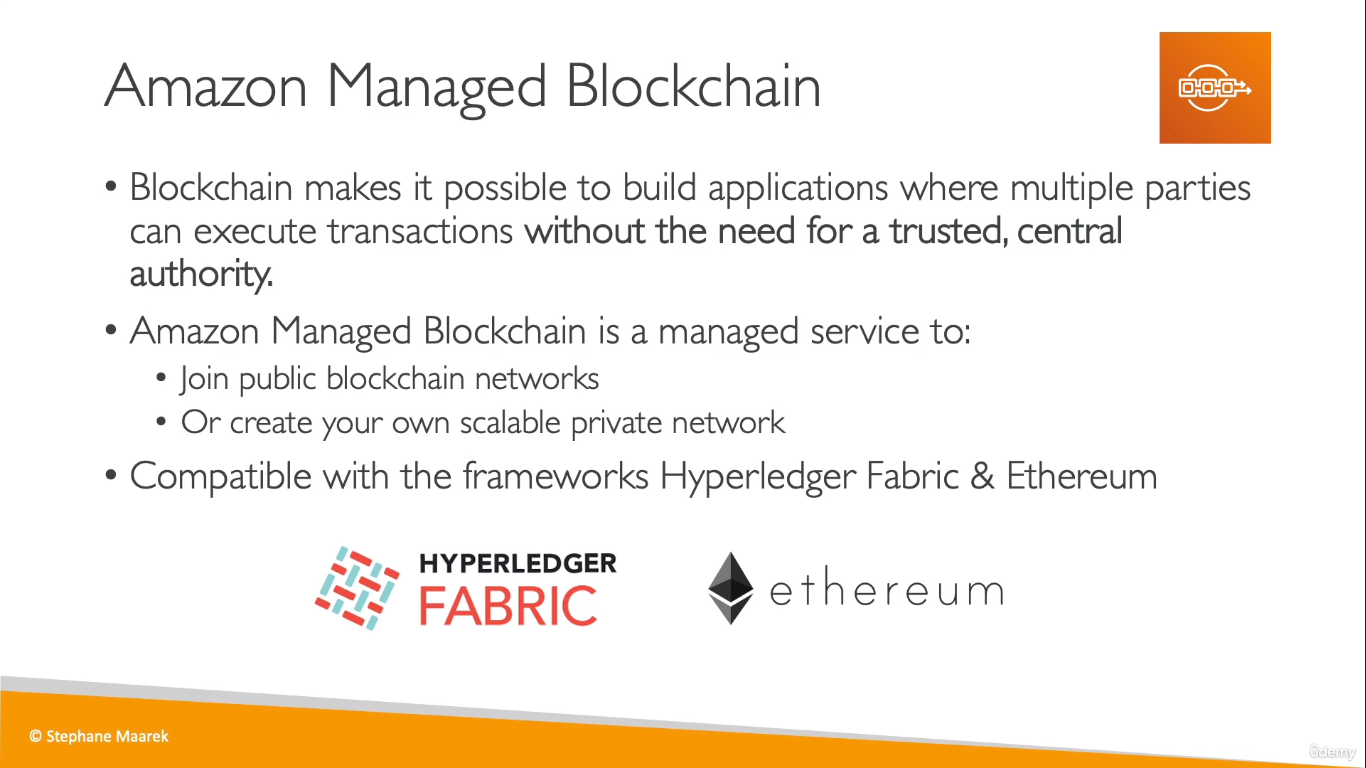 Amazon Managed Blockchain
• Blockchain makes it possible to build applications where multiple parties
can execute transactions without the need for a trusted, central
authority.
• Amazon Managed Blockchain is a managed service to:
• Join public blockchain networks
• Or create your own scalable private network
• Compatible with the frameworks Hyperledger Fabric & Ethereum
HYPERLEDGER
FABRIC
ethereum
© Stephane Maarek
ûdemy